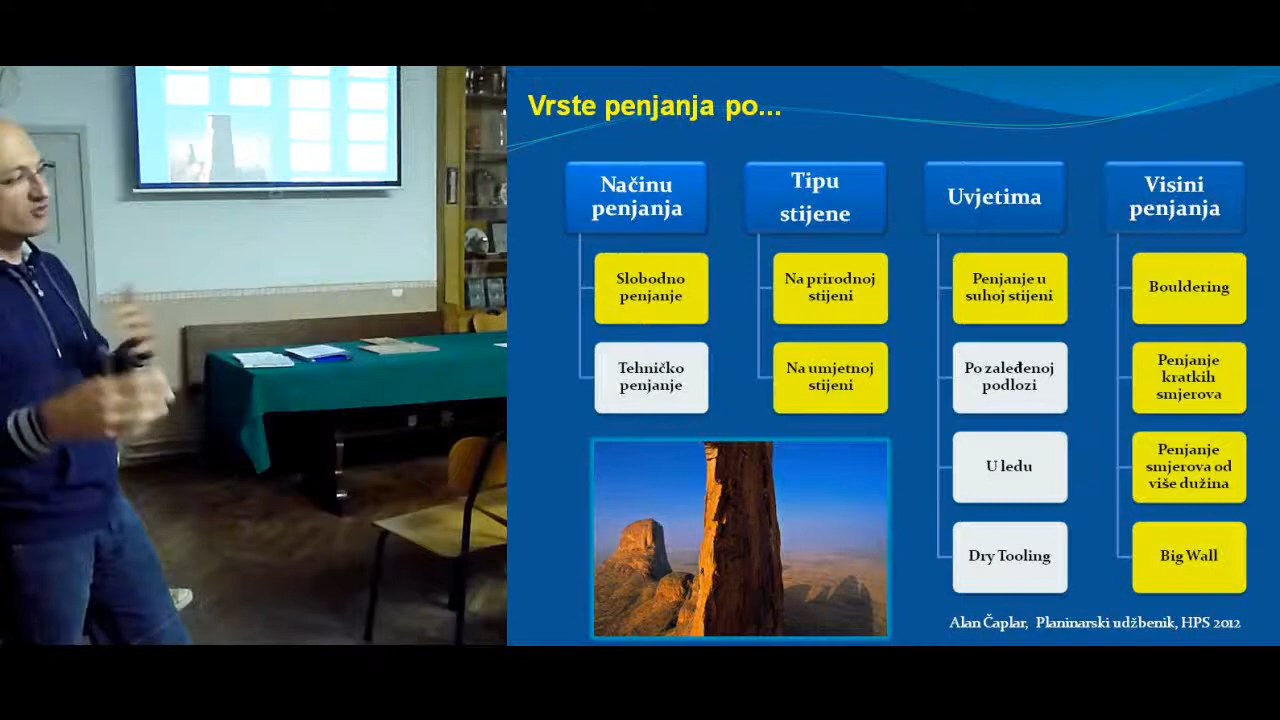 Vrste penjanja po...
Načinu
penjanja
Slobodno
penjanje
Tehničko
penjanje
Tipu
stijene
Na prirodnoj
stijeni
Na umjetnoj
stijeni
Uvjetima
Penjanje u
suhoj stijeni
Po zaleđenoj
podlozi
U ledu
Dry Tooling
Visini
penjanja
Bouldering
Penjanje
kratkih
smjerova
Penjanje
smjerova od
više dužina
Big Wall
Alan Čaplar, Planinarski udžbenik, HPS 2012